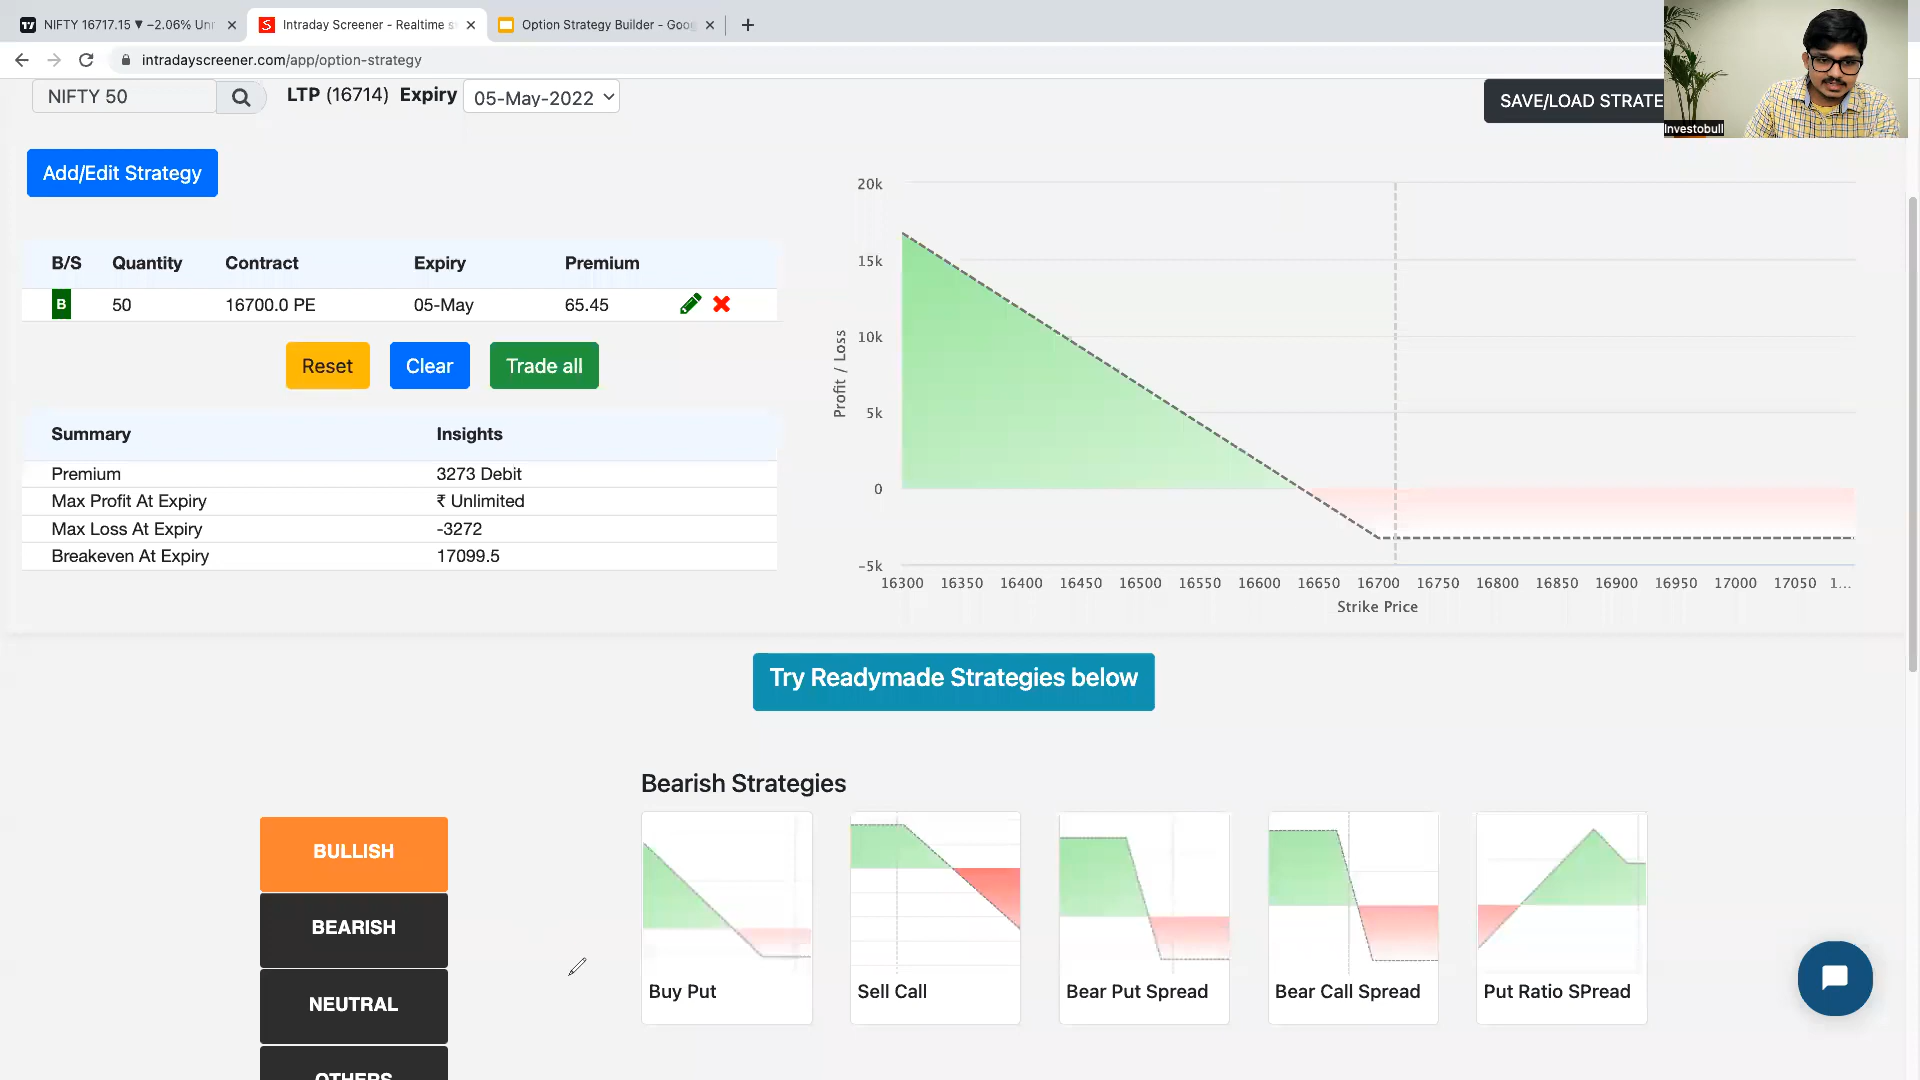 NIFTY 16717.15 ▼ −2.06% Unr
Intraday Screener - Realtime s
Option Strategy Builder - Goog
intradayscreener.com/app/option-strategy
Investobull
NIFTY 50
LTP (16714) Expiry 05-May-2022
SAVE/LOAD STRATE
Add/Edit Strategy
B/S Quantity Contract Expiry Premium
B 50 16700.0 PE 05-May 65.45
Reset Clear Trade all
Summary Insights
Premium 3273 Debit
Max Profit At Expiry ₹ Unlimited
Max Loss At Expiry -3272
Breakeven At Expiry 17099.5
20k
15k
10k
5k
0
−5k
Profit / Loss
16300 16350 16400 16450 16500 16550 16600 16650 16700 16750 16800 16850 16900 16950 17000 17050 1...
Strike Price
Try Readymade Strategies below
Bearish Strategies
BULLISH
BEARISH
NEUTRAL
OTHERS
Buy Put
Sell Call
Bear Put Spread
Bear Call Spread
Put Ratio SPread